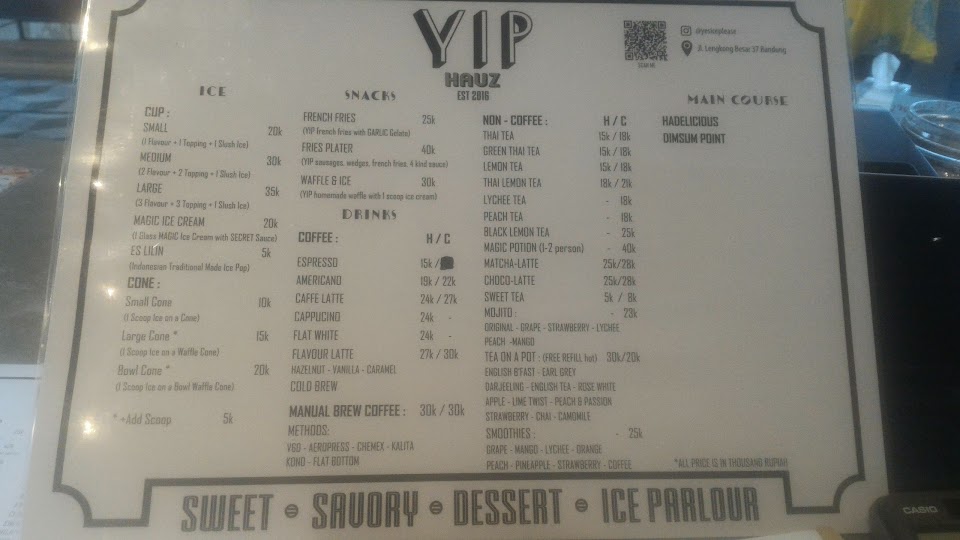 YIP
HAUZ
EST 2016
SCAN ME
@yesiceplease
Jl. Lengkong Besar 57 Bandung
ICE
CUP :
SMALL 20k
(1 Flavour + 1 Topping + 1 Slush Ice)
MEDIUM 30k
(2 Flavour + 2 Topping + 1 Slush Ice)
LARGE 35k
(3 Flavour + 3 Topping + 1 Slush Ice)
MAGIC ICE CREAM 20k
(1 Glass MAGIC Ice Cream with SECRET Sauce)
ES LILIN 5k
(Indonesian Traditional Made Ice Pop)
CONE :
Small Cone 10k
(1 Scoop Ice on a Cone)
Large Cone * 15k
(1 Scoop Ice on a Waffle Cone)
Bowl Cone * 20k
(1 Scoop Ice on a Bowl Waffle Cone)
* +Add Scoop 5k
SNACKS
FRENCH FRIES 25k
(YIP french fries with GARLIC Gelato)
FRIES PLATER 40k
(YIP sausages, wedges, french fries, 4 kind sauce)
WAFFLE & ICE 30k
(YIP homemade waffle with 1 scoop ice cream)
DRINKS
COFFEE : H / C
ESPRESSO 15k /
AMERICANO 19k / 22k
CAFFE LATTE 24k / 27k
CAPPUCINO 24k -
FLAT WHITE 24k -
FLAVOUR LATTE 27k / 30k
HAZELNUT - VANILLA - CARAMEL
COLD BREW
MANUAL BREW COFFEE : 30k / 30k
METHODS:
V60 - AEROPRESS - CHEMEX - KALITA
KONO - FLAT BOTTOM
NON - COFFEE : H / C
THAI TEA 15k / 18k
GREEN THAI TEA 15k / 18k
LEMON TEA 15k / 18k
THAI LEMON TEA 18k / 21k
LYCHEE TEA - 18k
PEACH TEA - 18k
BLACK LEMON TEA - 25k
MAGIC POTION (1-2 person) - 40k
MATCHA-LATTE 25k/28k
CHOCO-LATTE 25k/28k
SWEET TEA 5k / 8k
MOJITO : - 23k
ORIGINAL - GRAPE - STRAWBERRY - LYCHEE
PEACH -MANGO
TEA ON A POT : (FREE REFILL hot) 30k/20k
ENGLISH B'FAST - EARL GREY
DARJEELING - ENGLISH TEA - ROSE WHITE
APPLE - LIME TWIST - PEACH & PASSION
STRAWBERRY - CHAI - CAMOMILE
SMOOTHIES : - 25k
GRAPE - MANGO - LYCHEE - ORANGE
PEACH - PINEAPPLE - STRAWBERRY - COFFEE
MAIN COURSE
HADELICIOUS
DIMSUM POINT
*ALL PRICE IS IN THOUSAND RUPIAH
SWEET SAVORY DESSERT ICE PARLOUR
CASIO